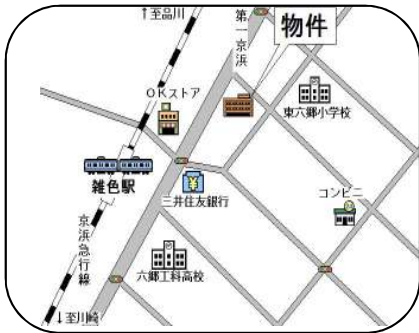 ↑至品川
第一京浜
物件
OKストア
東六郷小学校
雑色駅
三井住友銀行
コンビニ
京浜急行線
六郷工科高校
↓至川崎